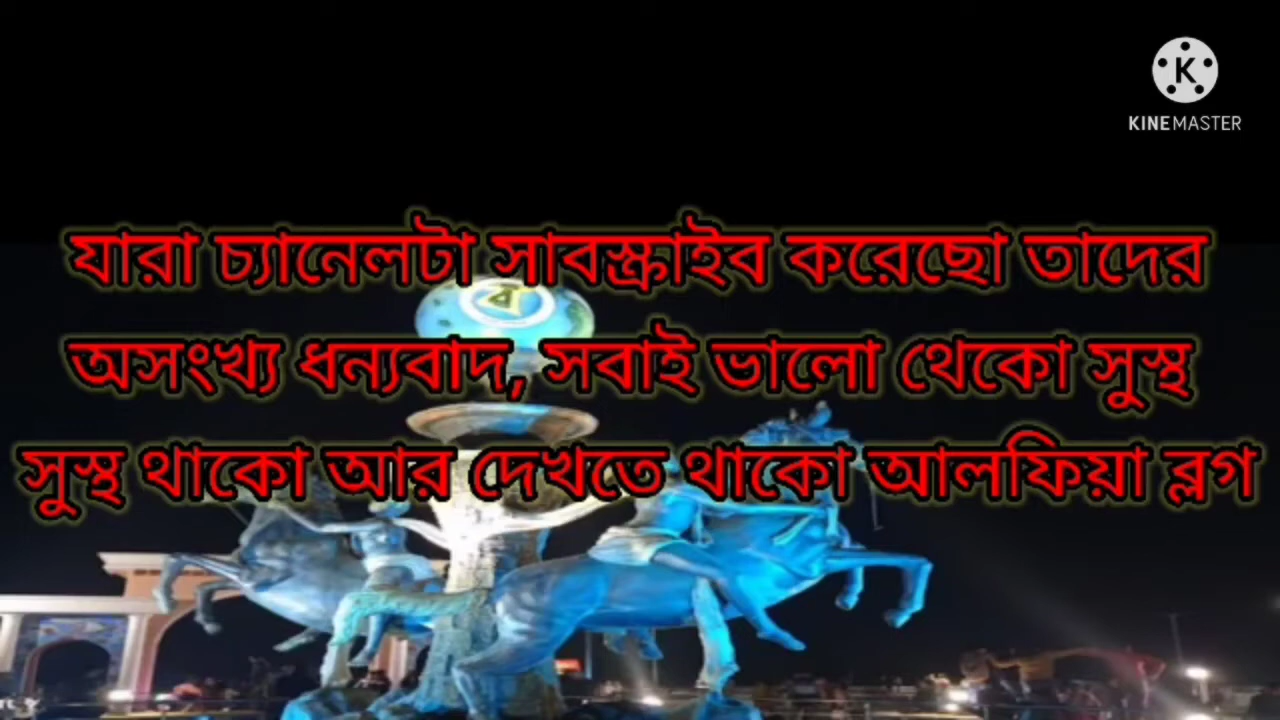 KINEMASTER
যারা চ্যানেলটা সাবস্ক্রাইব করেছো তাদের
অসংখ্য ধন্যবাদ, সবাই ভালো থেকো সুস্থ
সুস্থ থাকো আর দেখতে থাকো আলফিয়া ব্লগ